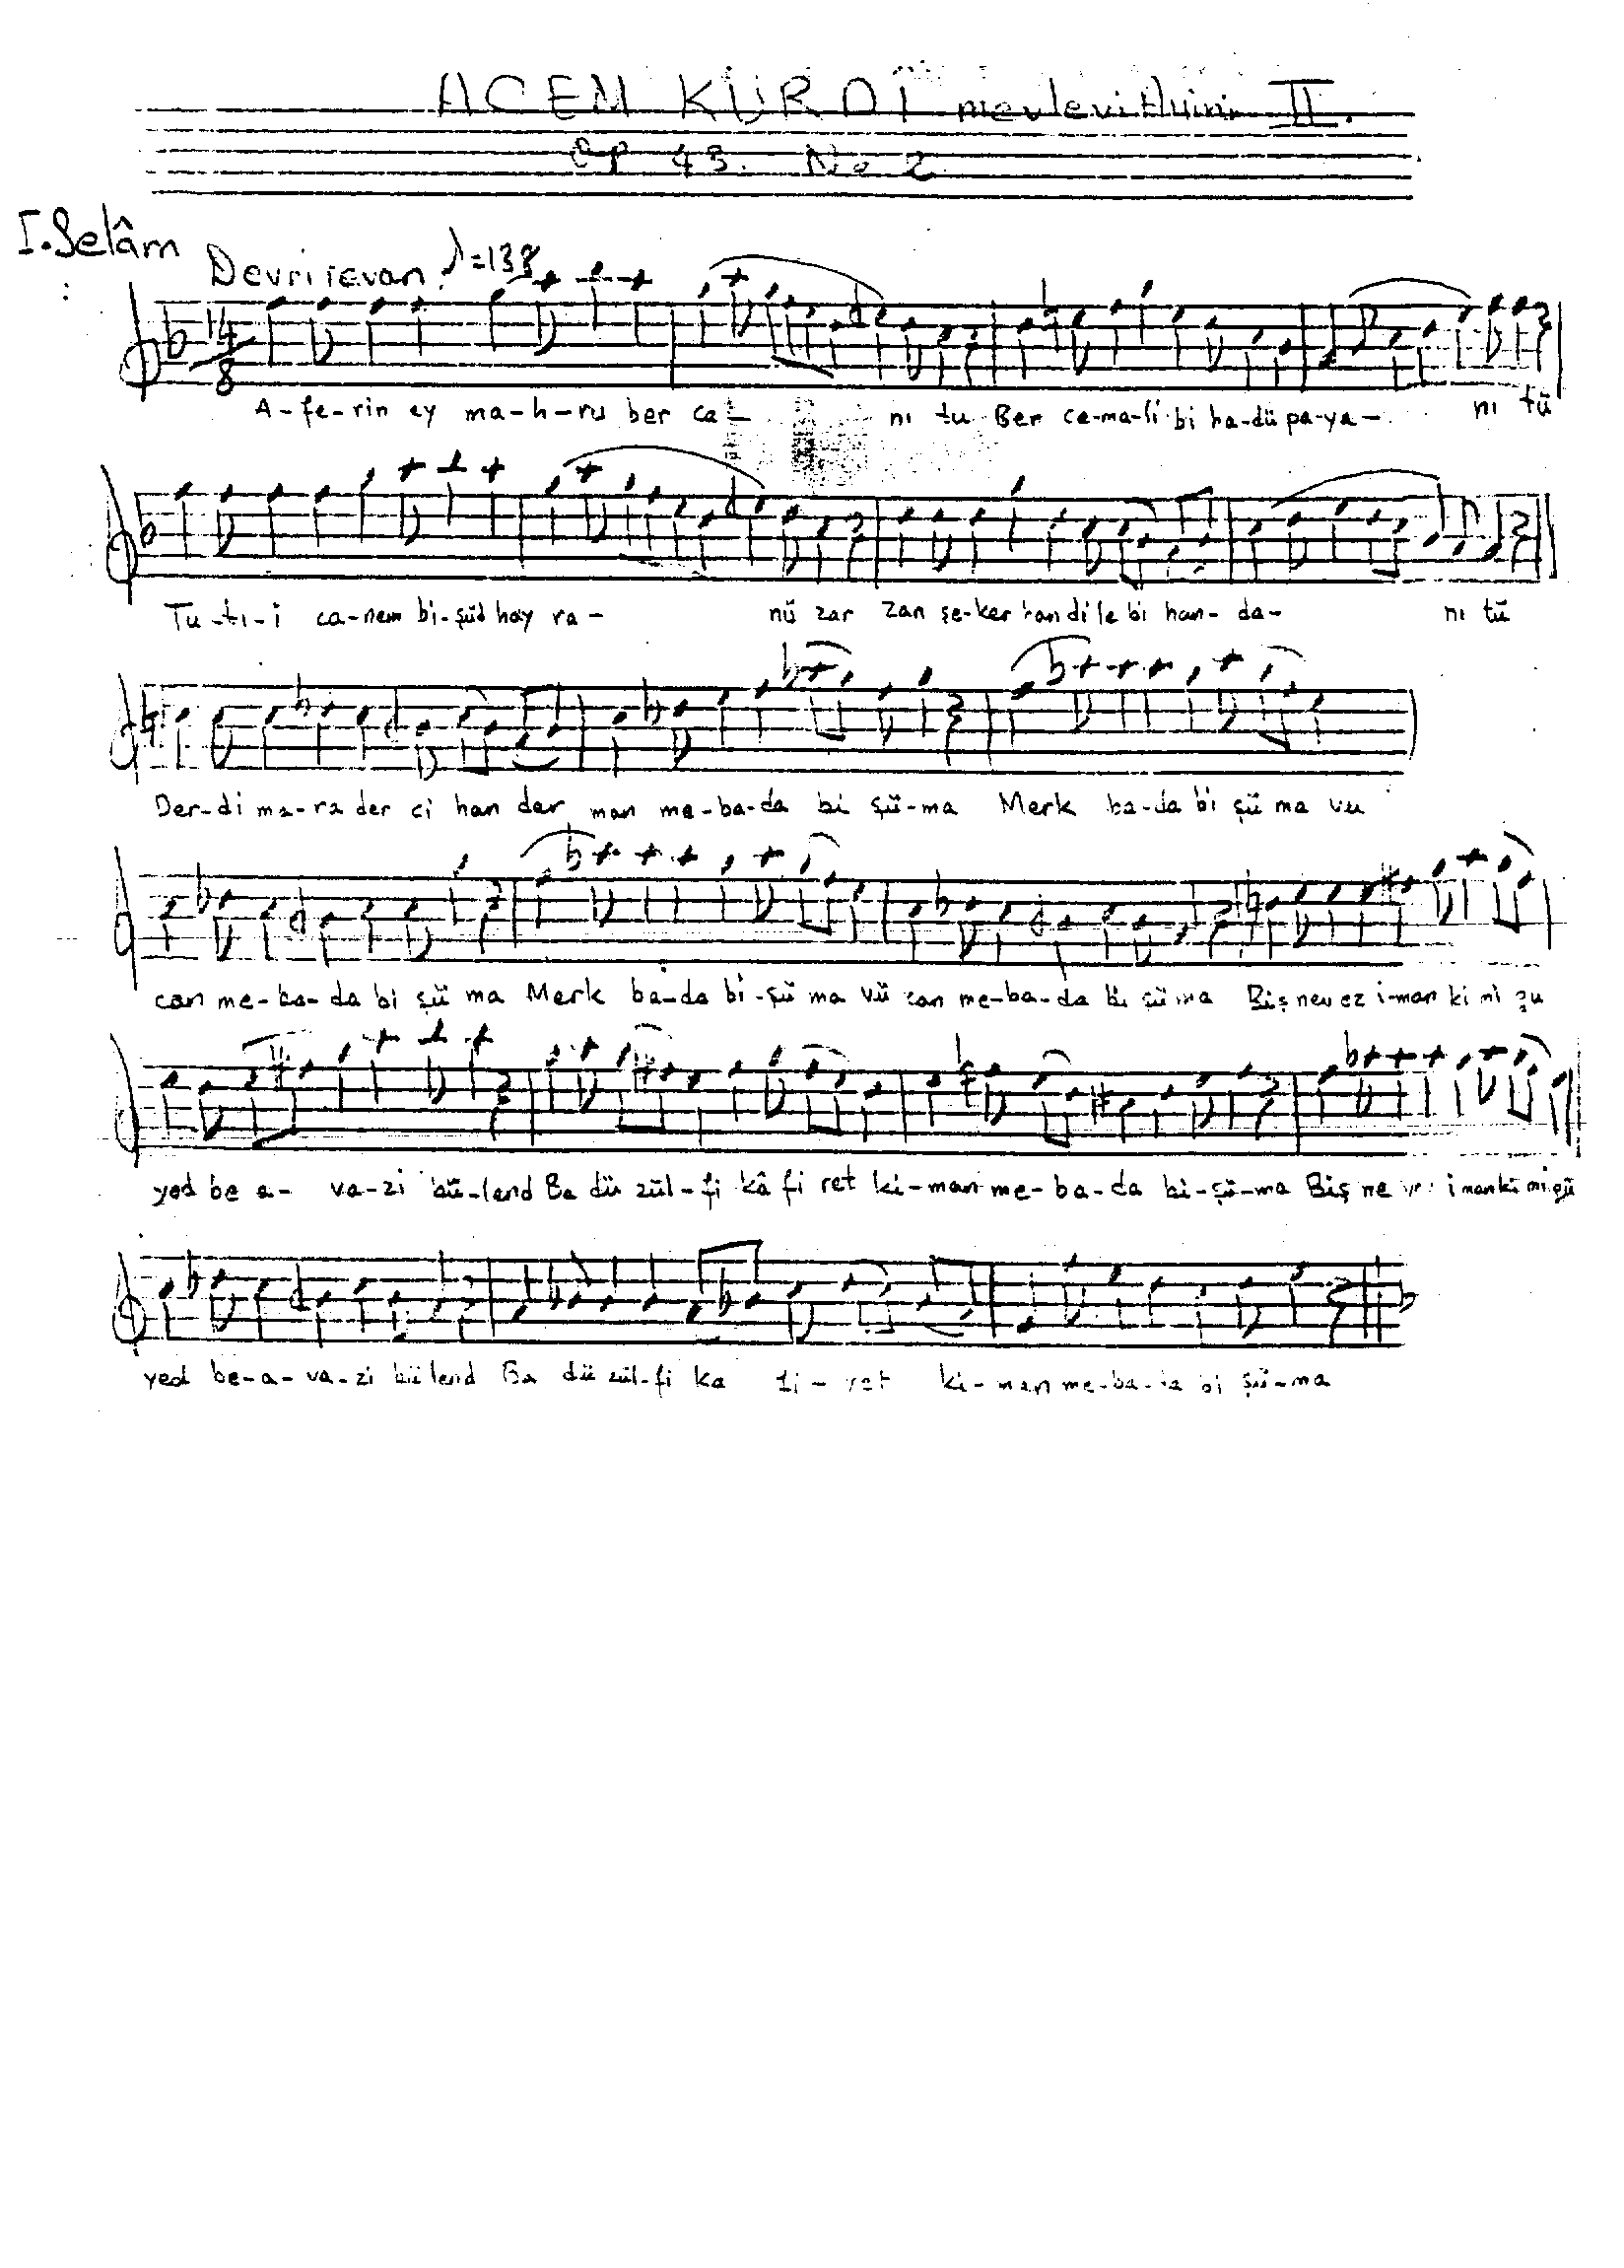 ACEM KÜRDİ mevlevi Ayini II.
Op 43. No 2
I. Selâm
Devrirevan ♪=138
14
8
A-fe-rin ey ma-h-ru ber ca- nı tu Ber ce-ma-li bi ha-dü pa-ya- nı tü
Tu-tı-i ca-nem bi-şüd hay ra- nü zar zan şe-ker han di le bi han-da- nı tü
Der-di ma-ra der ci han der man me-ba-da bi şü-ma Merk ba-da bi şü ma vu
can me-ba-da bi şü ma Merk ba-da bi-şü ma vü can me-ba-da bi şü ma Biş nev ez i-man ki mi gu
yed be a- va-zi bü-lend Ba dü zül-fi kâ fi ret ki-man me-ba-da bi-şü-ma Biş ne iman ki mi gü
yed be-a-va-zi bü lend Ba dü zül-fi ka fi-ret ki-man me-ba-da bi şü-ma